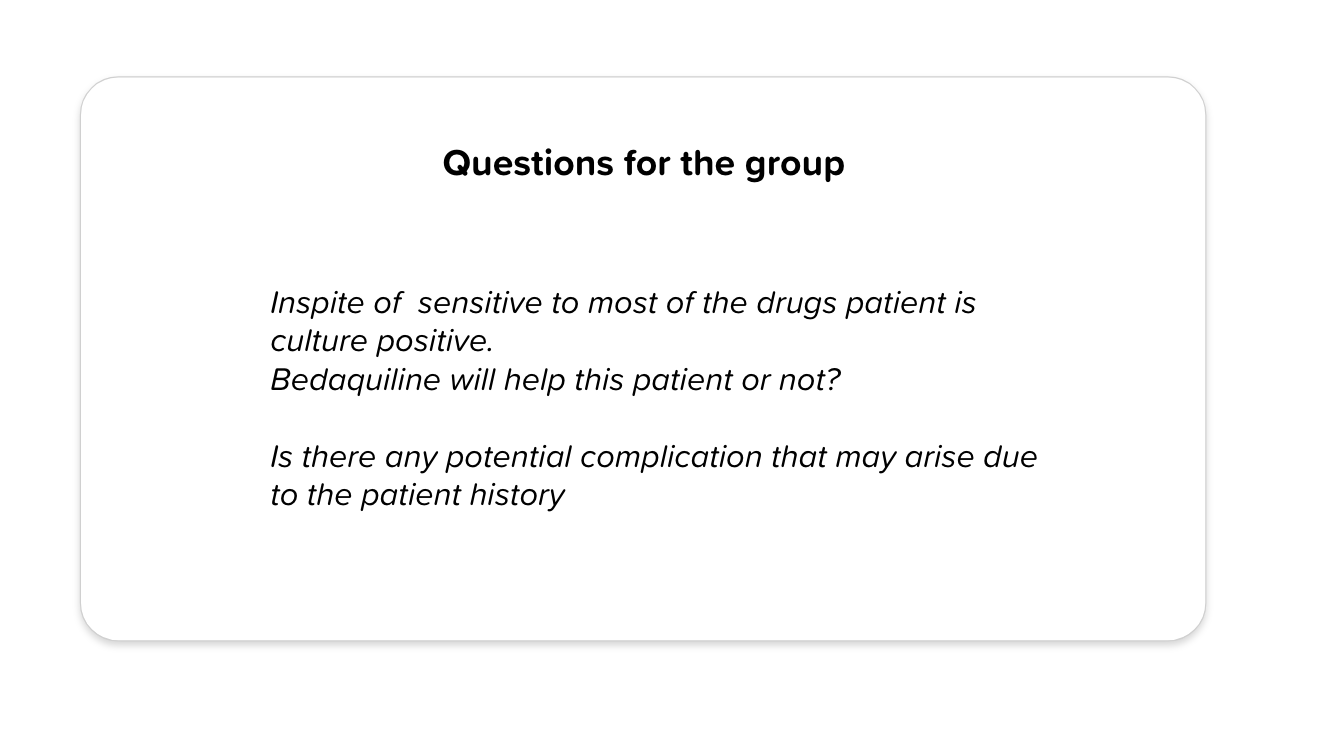 Questions for the group
Inspite of  sensitive to most of the drugs patient is
culture positive.
Bedaquiline will help this patient or not?
Is there any potential complication that may arise due
to the patient history